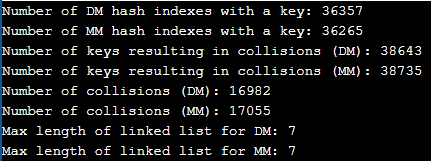 Number of DM hash indexes with a key: 36357
Number of MM hash indexes with a key: 36265
Number of keys resulting in collisions (DM): 38643
Number of keys resulting in collisions (MM): 38735
Number of collisions (DM): 16982
Number of collisions (MM): 17055
Max length of linked list for DM: 7
Max length of linked list for MM: 7